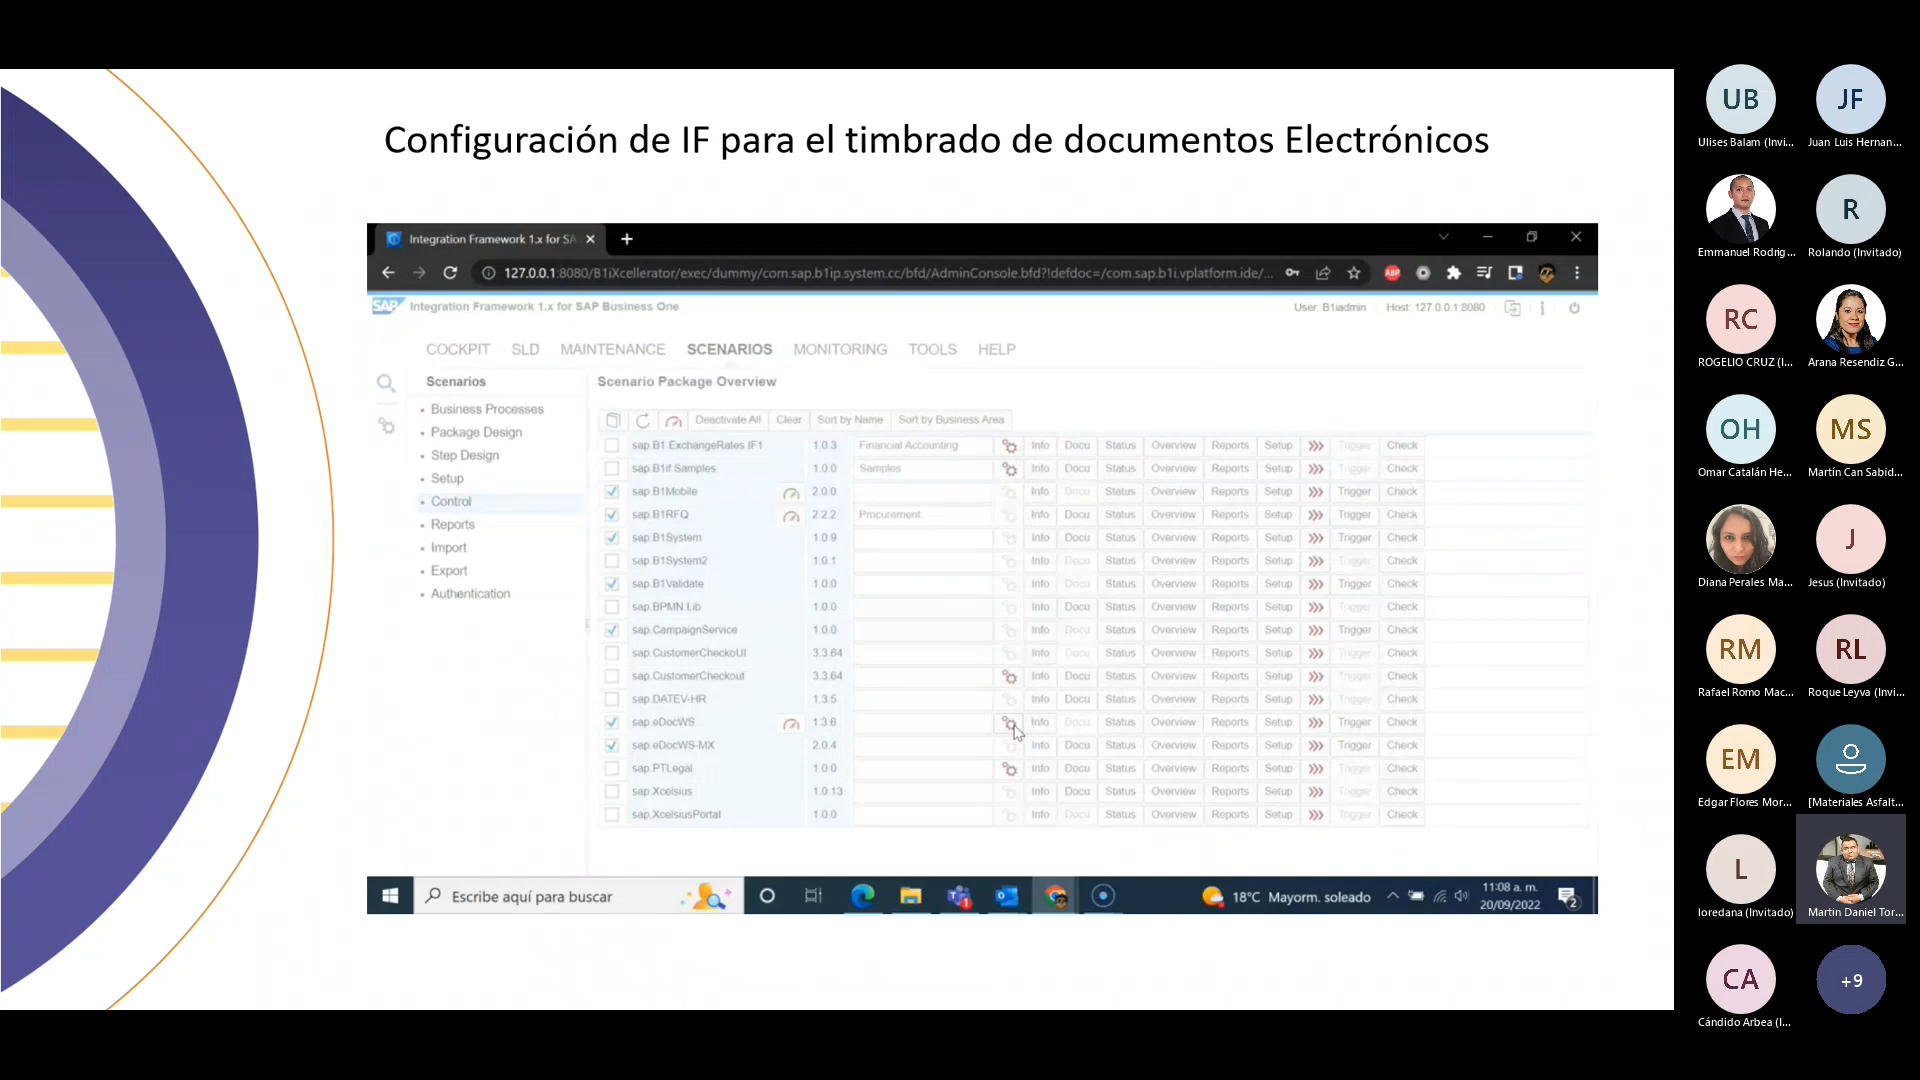 Configuración de IF para el timbrado de documentos Electrónicos
Integration Framework 1.x for SA
127.0.0.1:8080/B1iXcellerator/exec/dummy/com.sap.b1ip.system.cc/bfd/AdminConsole.bfd?!defdoc=/com.sap.b1i.vplatform.ide/...
SAP Integration Framework 1.x for SAP Business One
User: B1iadmin Host: 127.0.0.1:8080
COCKPIT SLD MAINTENANCE SCENARIOS MONITORING TOOLS HELP
Scenarios
Business Processes
Package Design
Step Design
Setup
Control
Reports
Import
Export
Authentication
Scenario Package Overview
Deactivate All Clear Sort by Name Sort by Business Area
sap.B1.ExchangeRates.IF1 1.0.3 Financial Accounting Info Docu Status Overview Reports Setup Trigger Check
sap.B1if.Samples 1.0.0 Samples Info Docu Status Overview Reports Setup Trigger Check
sap.B1Mobile 2.0.0 Info Docu Status Overview Reports Setup Trigger Check
sap.B1RFQ 2.2.2 Procurement Info Docu Status Overview Reports Setup Trigger Check
sap.B1System 1.0.9 Info Docu Status Overview Reports Setup Trigger Check
sap.B1System2 1.0.1 Info Docu Status Overview Reports Setup Trigger Check
sap.B1Validate 1.0.0 Info Docu Status Overview Reports Setup Trigger Check
sap.BPMN.Lib 1.0.0 Info Docu Status Overview Reports Setup Trigger Check
sap.CampaignService 1.0.0 Info Docu Status Overview Reports Setup Trigger Check
sap.CustomerCheckoUI 3.3.64 Info Docu Status Overview Reports Setup Trigger Check
sap.CustomerCheckout 3.3.64 Info Docu Status Overview Reports Setup Trigger Check
sap.DATEV-HR 1.3.5 Info Docu Status Overview Reports Setup Trigger Check
sap.eDocWS 1.3.6 Info Docu Status Overview Reports Setup Trigger Check
sap.eDocWS-MX 2.0.4 Info Docu Status Overview Reports Setup Trigger Check
sap.PTLegal 1.0.0 Info Docu Status Overview Reports Setup Trigger Check
sap.Xcelsius 1.0.13 Info Docu Status Overview Reports Setup Trigger Check
sap.XcelsiusPortal 1.0.0 Info Docu Status Overview Reports Setup Trigger Check
Escribe aquí para buscar
18°C Mayorm. soleado
11:08 a. m.
20/09/2022
2
UB JF
Ulises Balam (Invi... Juan Luis Hernan...
R
Emmanuel Rodrig... Rolando (Invitado)
RC
ROGELIO CRUZ (I... Arana Resendiz G...
OH MS
Omar Catalán He... Martín Can Sabid...
J
Diana Perales Ma... Jesus (Invitado)
RM RL
Rafael Romo Mac... Roque Leyva (Invi...
EM
Edgar Flores Mor... [Materiales Asfalt...
L
loredana (Invitado) Martin Daniel Tor...
CA +9
Cándido Arbea (I...